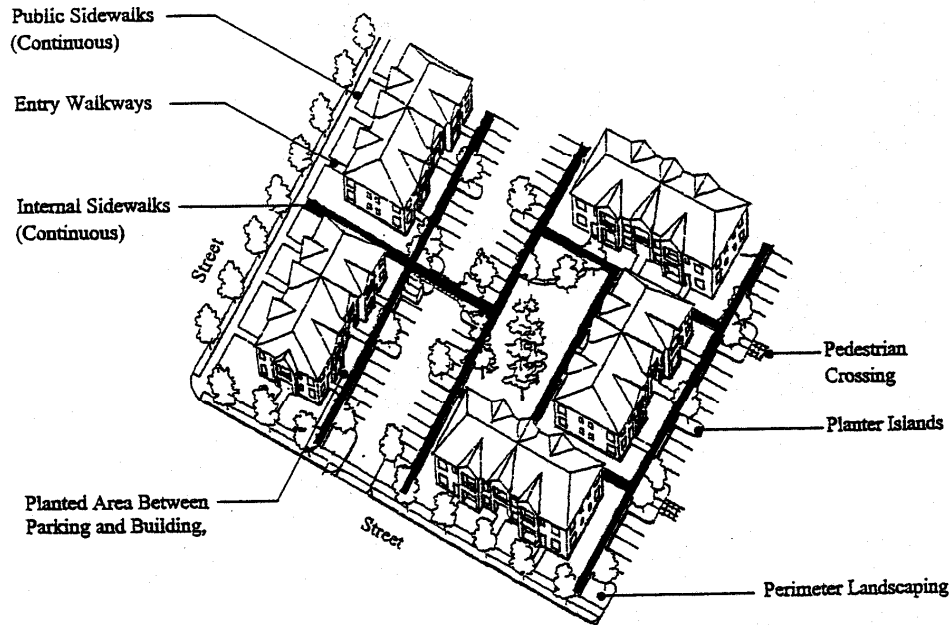 Public Sidewalks
(Continuous)
Entry Walkways
Internal Sidewalks
(Continuous)
Street
Pedestrian
Crossing
Planter Islands
Planted Area Between
Parking and Building,
Street
Perimeter Landscaping